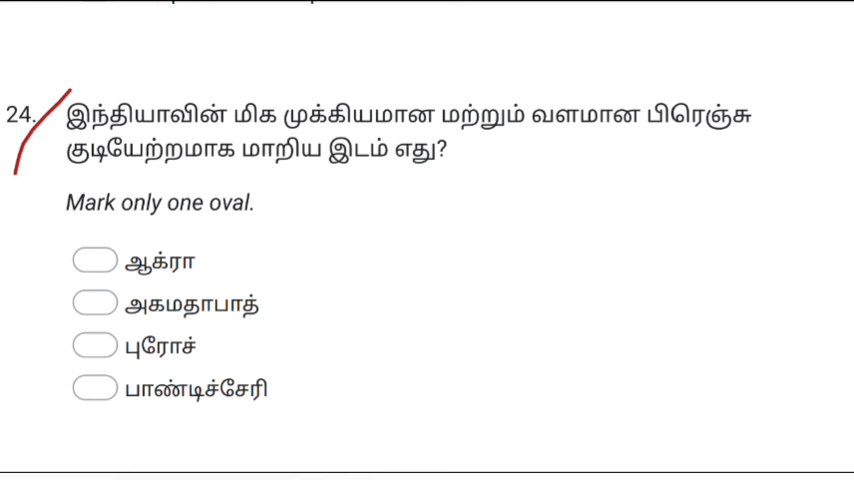 24. இந்தியாவின் மிக முக்கியமான மற்றும் வளமான பிரெஞ்சு
குடியேற்றமாக மாறிய இடம் எது?
Mark only one oval.
ஆக்ரா
அகமதாபாத்
புரோச்
பாண்டிச்சேரி